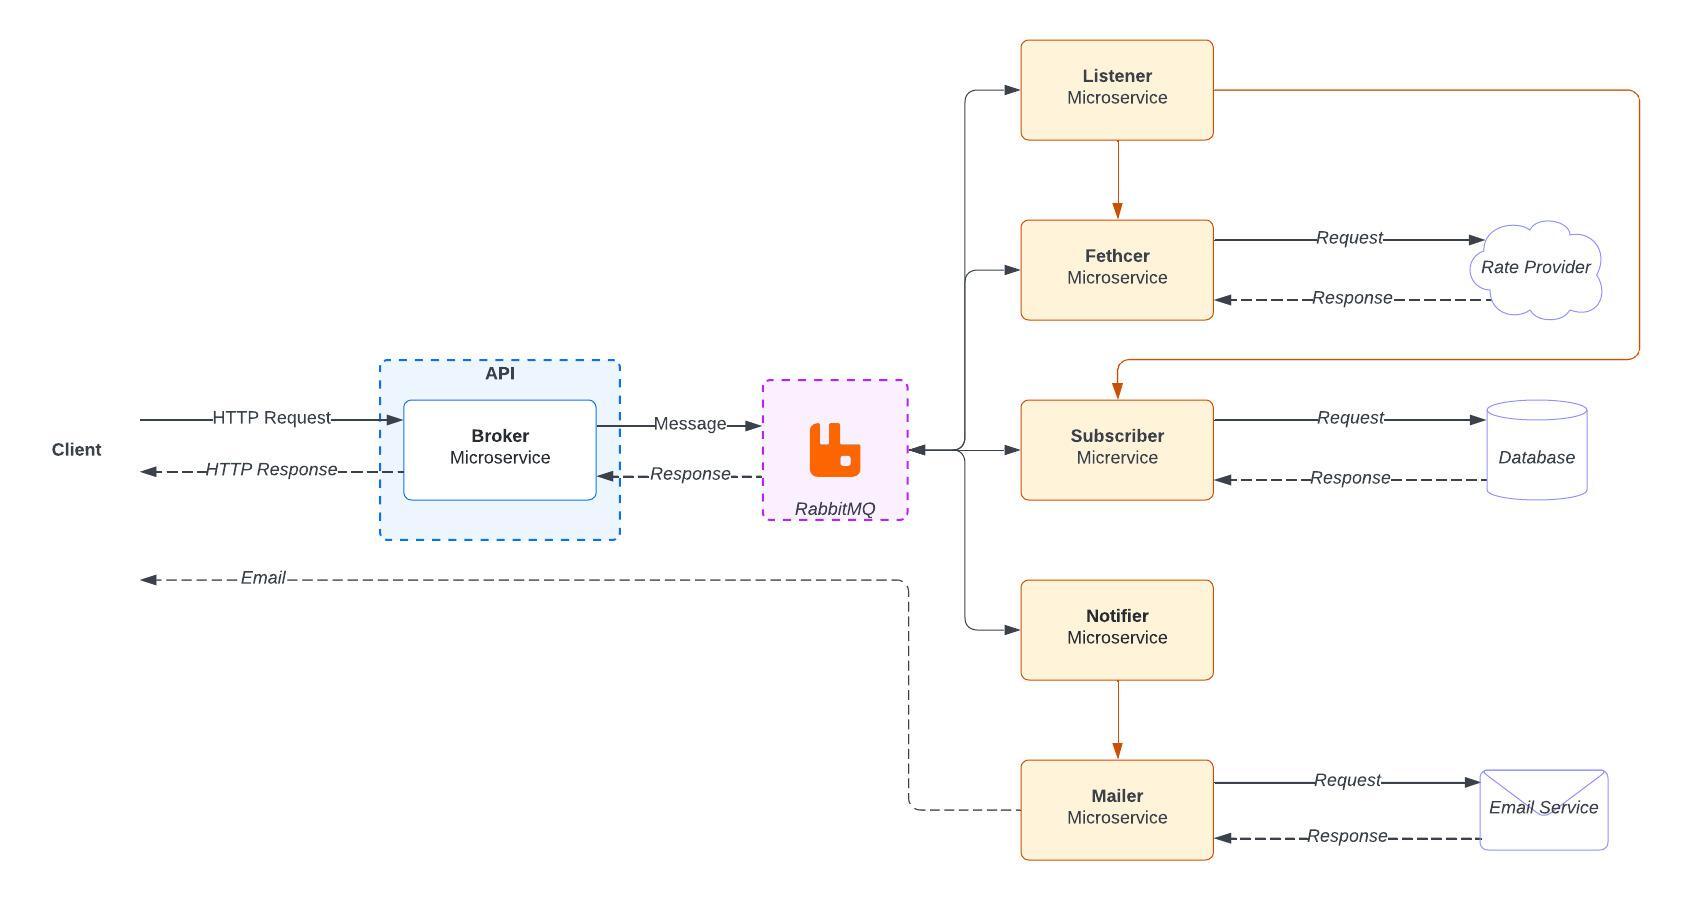 Listener
Microservice
Fethcer
Microservice
Request
Rate Provider
Response
API
HTTP Request
Broker
Microservice
Message
Client
HTTP Response
Response
RabbitMQ
Subscriber
Micrervice
Request
Database
Response
Email
Notifier
Microservice
Mailer
Microservice
Request
Email Service
Response